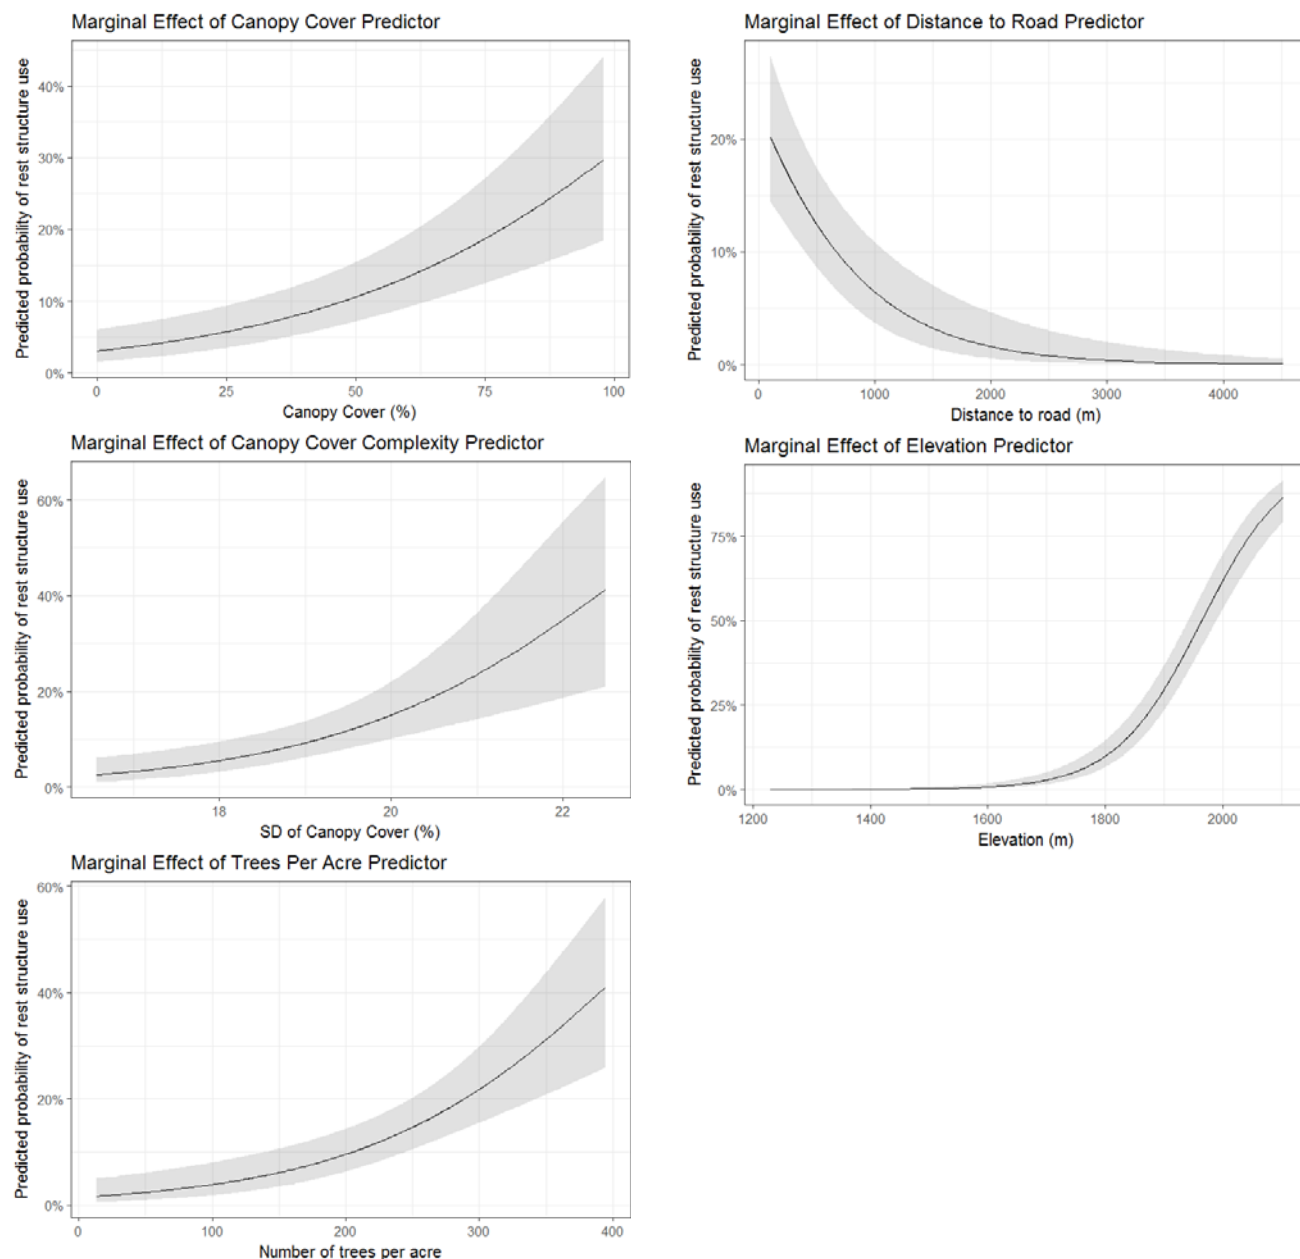 Marginal Effect of Canopy Cover Predictor
Predicted probability of rest structure use
40%
30%
20%
10%
0%
0 25 50 75 100
Canopy Cover (%)
Marginal Effect of Distance to Road Predictor
Predicted probability of rest structure use
20%
10%
0%
0 1000 2000 3000 4000
Distance to road (m)
Marginal Effect of Canopy Cover Complexity Predictor
Predicted probability of rest structure use
60%
40%
20%
0%
18 20 22
SD of Canopy Cover (%)
Marginal Effect of Elevation Predictor
Predicted probability of rest structure use
75%
50%
25%
0%
1200 1400 1600 1800 2000
Elevation (m)
Marginal Effect of Trees Per Acre Predictor
Predicted probability of rest structure use
60%
40%
20%
0%
0 100 200 300 400
Number of trees per acre